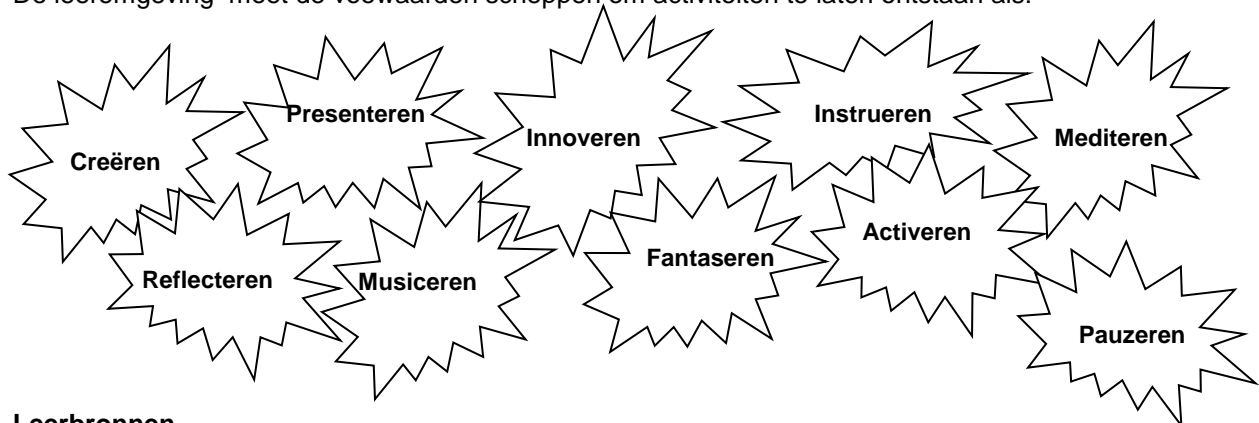 De leeromgeving moet de voorwaarden scheppen om activiteiten te laten ontstaan als:
Creëren
Presenteren
Innoveren
Instrueren
Mediteren
Reflecteren
Musiceren
Fantaseren
Activeren
Pauzeren
Leerbronnen